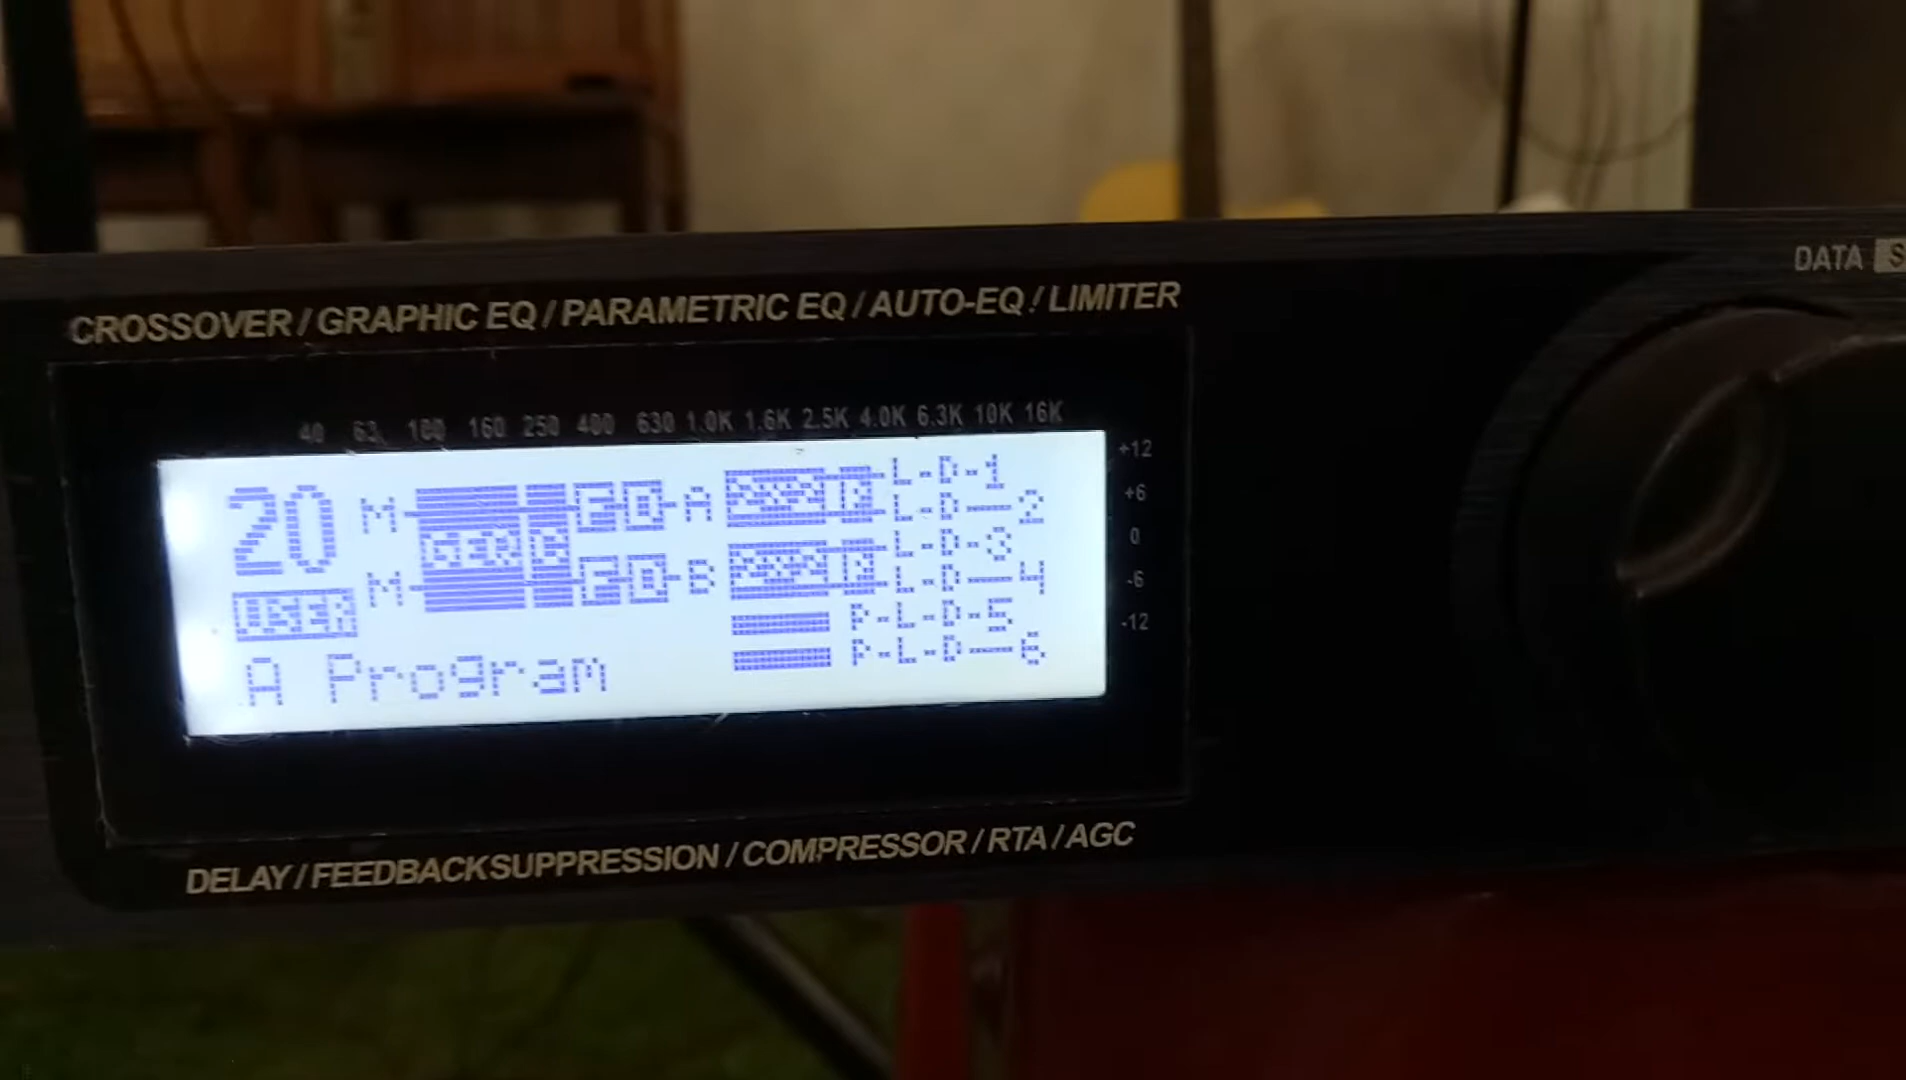 DATA S
CROSSOVER / GRAPHIC EQ / PARAMETRIC EQ / AUTO-EQ / LIMITER
40 63 100 160 250 400 630 1.0K 1.6K 2.5K 4.0K 6.3K 10K 16K
+12
+6
0
-6
-12
20 M F D-A L-D-1
L-D-2
GER C L-D-3
M F-D-B L-D-4
USER P-L-D-5
P-L-D-6
A Program
DELAY / FEEDBACKSUPPRESSION / COMPRESSOR / RTA / AGC